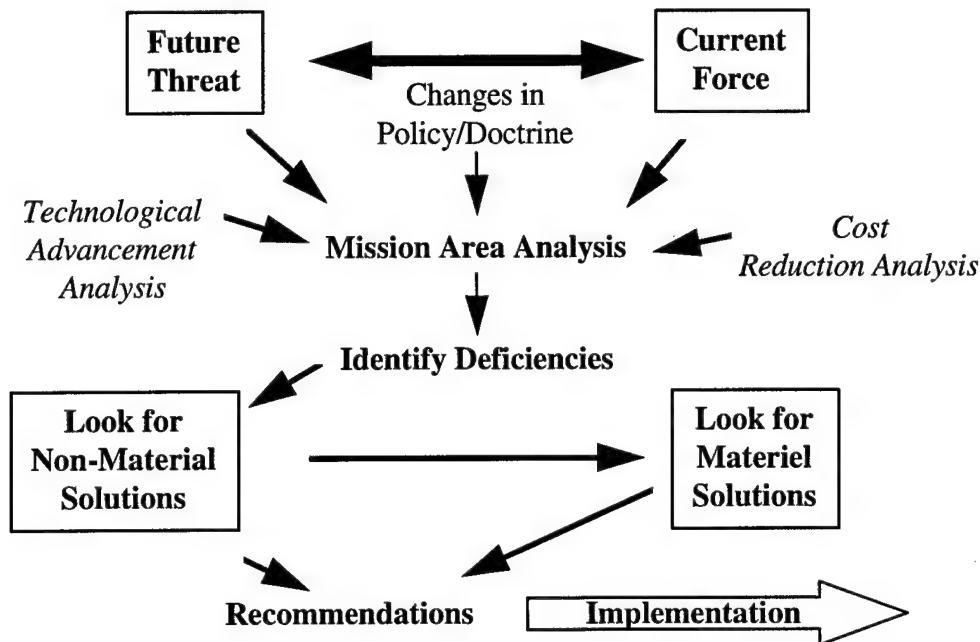 Future
Threat
Current
Force
Changes in
Policy/Doctrine
Technological
Advancement
Analysis
Mission Area Analysis
Cost
Reduction Analysis
Identify Deficiencies
Look for
Non-Material
Solutions
Look for
Materiel
Solutions
Recommendations
Implementation